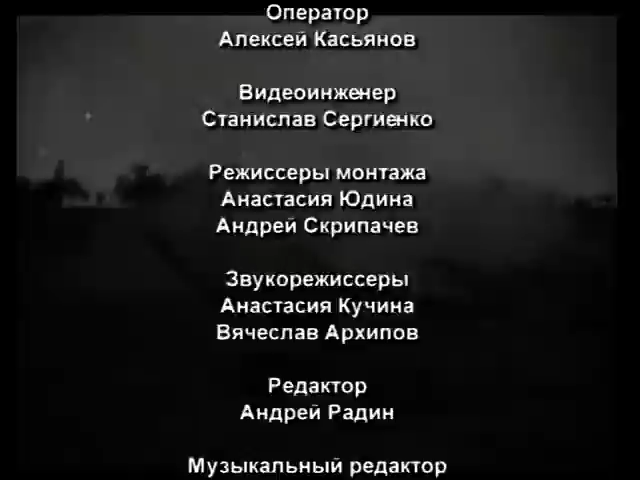 Оператор
Алексей Касьянов
Видеоинженер
Станислав Сергиенко
Режиссеры монтажа
Анастасия Юдина
Андрей Скрипачев
Звукорежиссеры
Анастасия Кучина
Вячеслав Архипов
Редактор
Андрей Радин
Музыкальный редактор